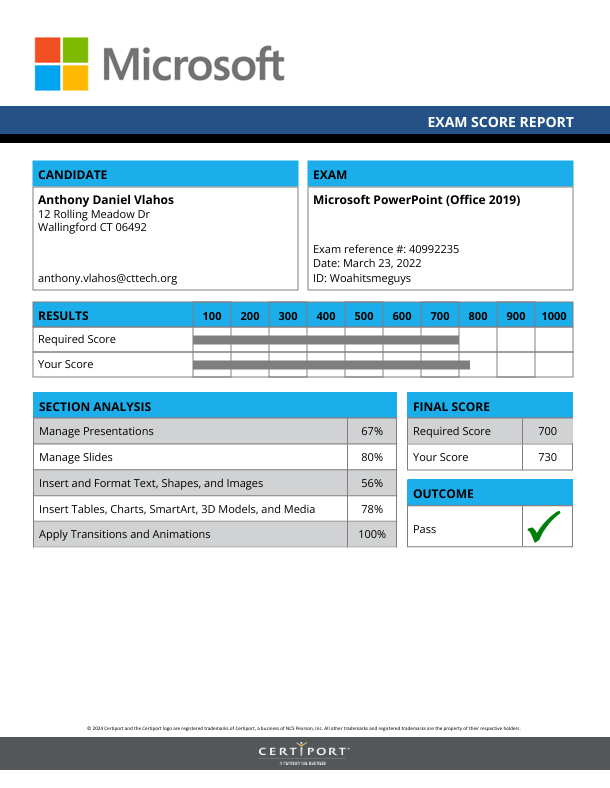 Microsoft
EXAM SCORE REPORT
CANDIDATE
Anthony Daniel Vlahos
12 Rolling Meadow Dr
Wallingford CT 06492
anthony.vlahos@cttech.org
EXAM
Microsoft PowerPoint (Office 2019)
Exam reference #: 40992235
Date: March 23, 2022
ID: Woahitsmeguys
RESULTS 100 200 300 400 500 600 700 800 900 1000
Required Score
Your Score
SECTION ANALYSIS
Manage Presentations 67%
Manage Slides 80%
Insert and Format Text, Shapes, and Images 56%
Insert Tables, Charts, SmartArt, 3D Models, and Media 78%
Apply Transitions and Animations 100%
FINAL SCORE
Required Score 700
Your Score 730
OUTCOME
Pass
© 2024 Certiport and the Certiport logo are registered trademarks of Certiport, a business of NCS Pearson, Inc. All other trademarks and registered trademarks are the property of their respective holders.
CERTIPORT